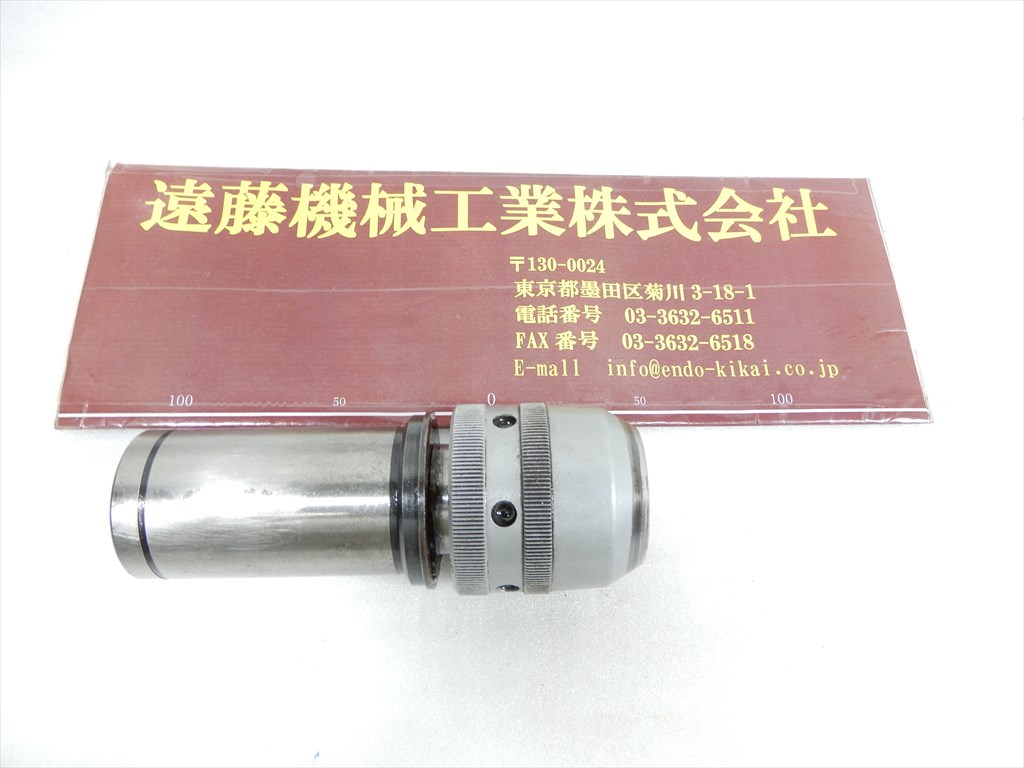 遠藤機械工業株式会社
〒130-0024
東京都墨田区菊川 3-18-1
電話番号 03-3632-6511
FAX 番号 03-3632-6518
E-mall info@endo-kikai.co.jp
100 50 0 50 100